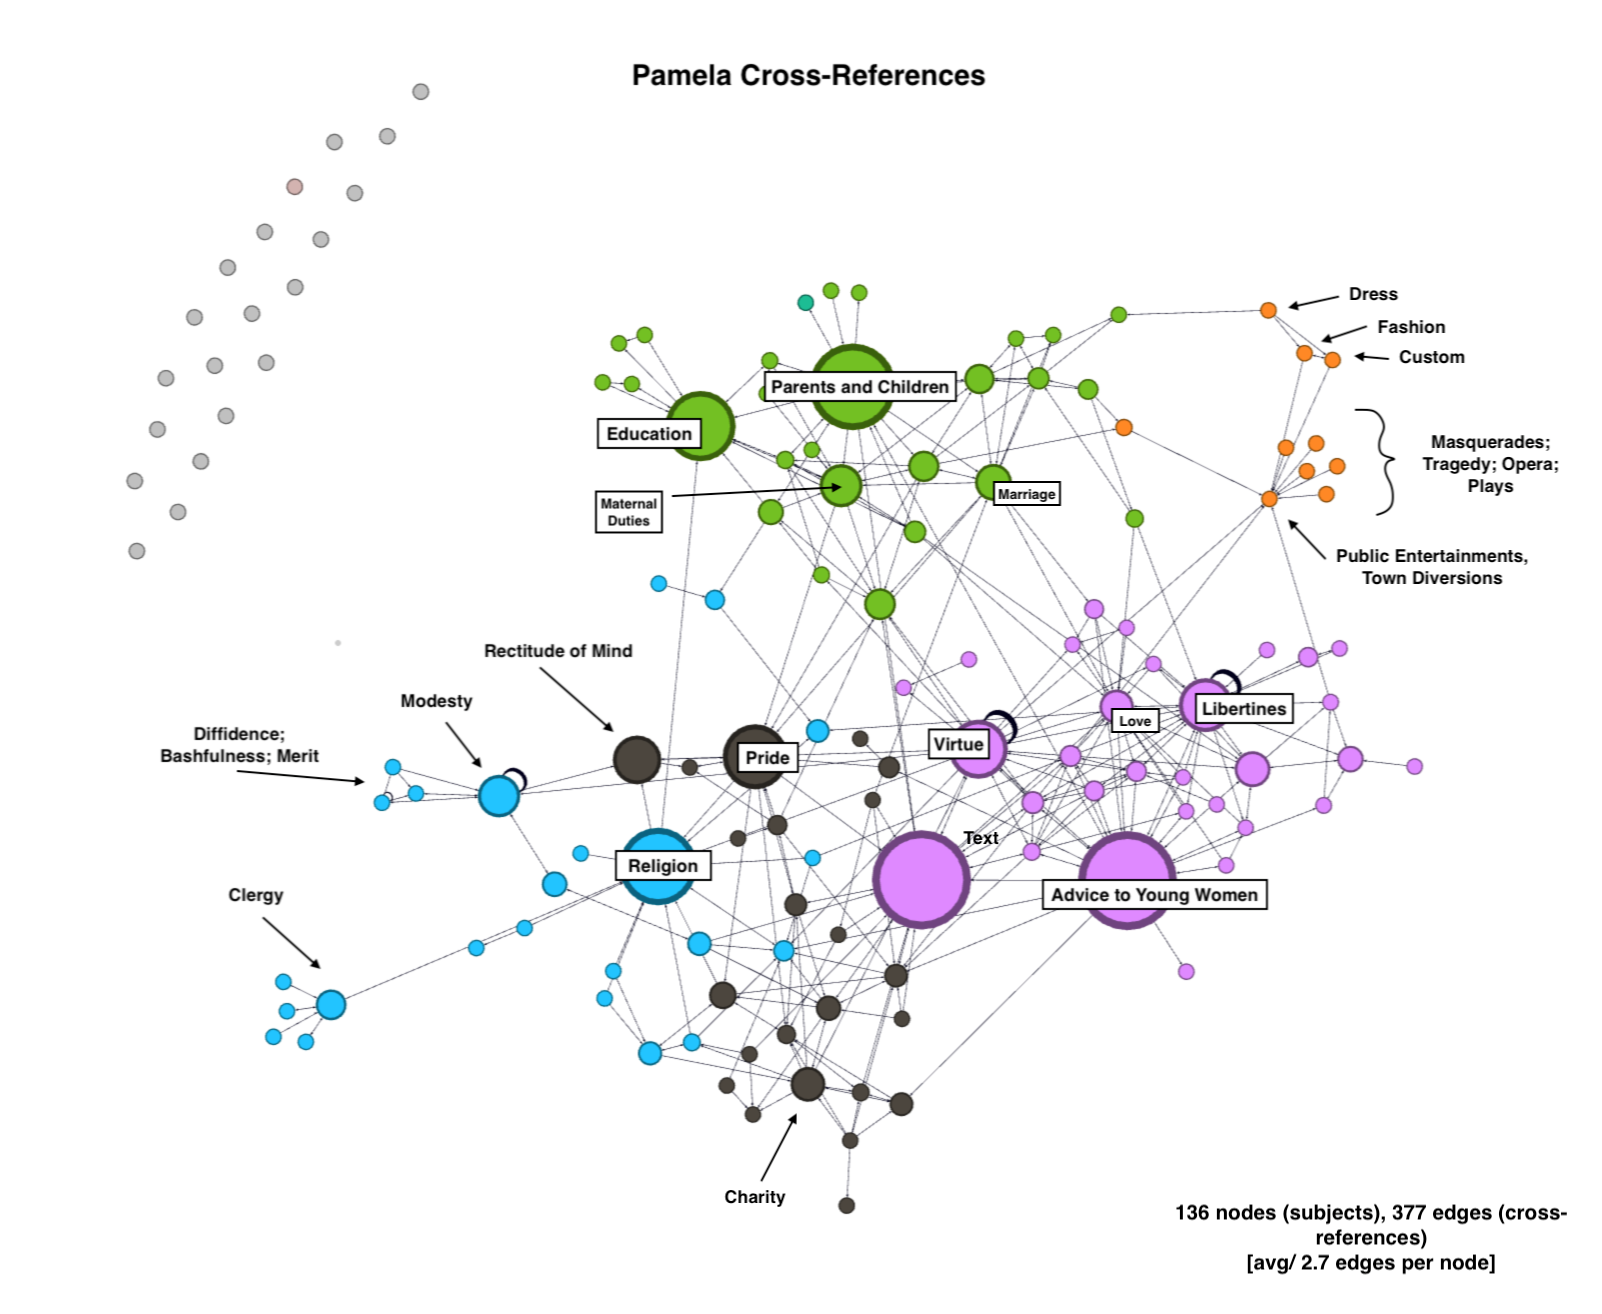 Pamela Cross-References
Dress
Fashion
Custom
Parents and Children
Education
Masquerades;
Tragedy; Opera;
Plays
Maternal
Duties
Marriage
Public Entertainments,
Town Diversions
Rectitude of Mind
Modesty
Libertines
Love
Diffidence;
Bashfulness; Merit
Virtue
Pride
Text
Religion
Advice to Young Women
Clergy
Charity
136 nodes (subjects), 377 edges (cross-
references)
[avg/ 2.7 edges per node]